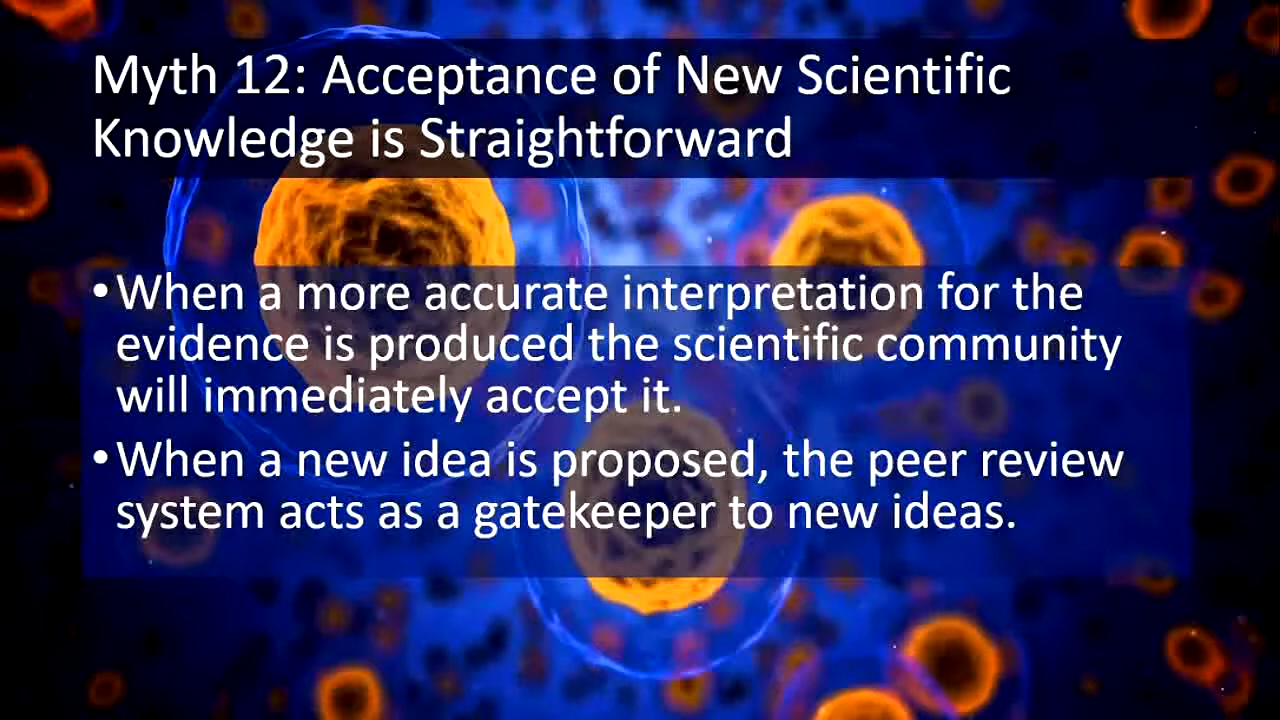 Myth 12: Acceptance of New Scientific
Knowledge is Straightforward
• When a more accurate interpretation for the
evidence is produced the scientific community
will immediately accept it.
• When a new idea is proposed, the peer review
system acts as a gatekeeper to new ideas.